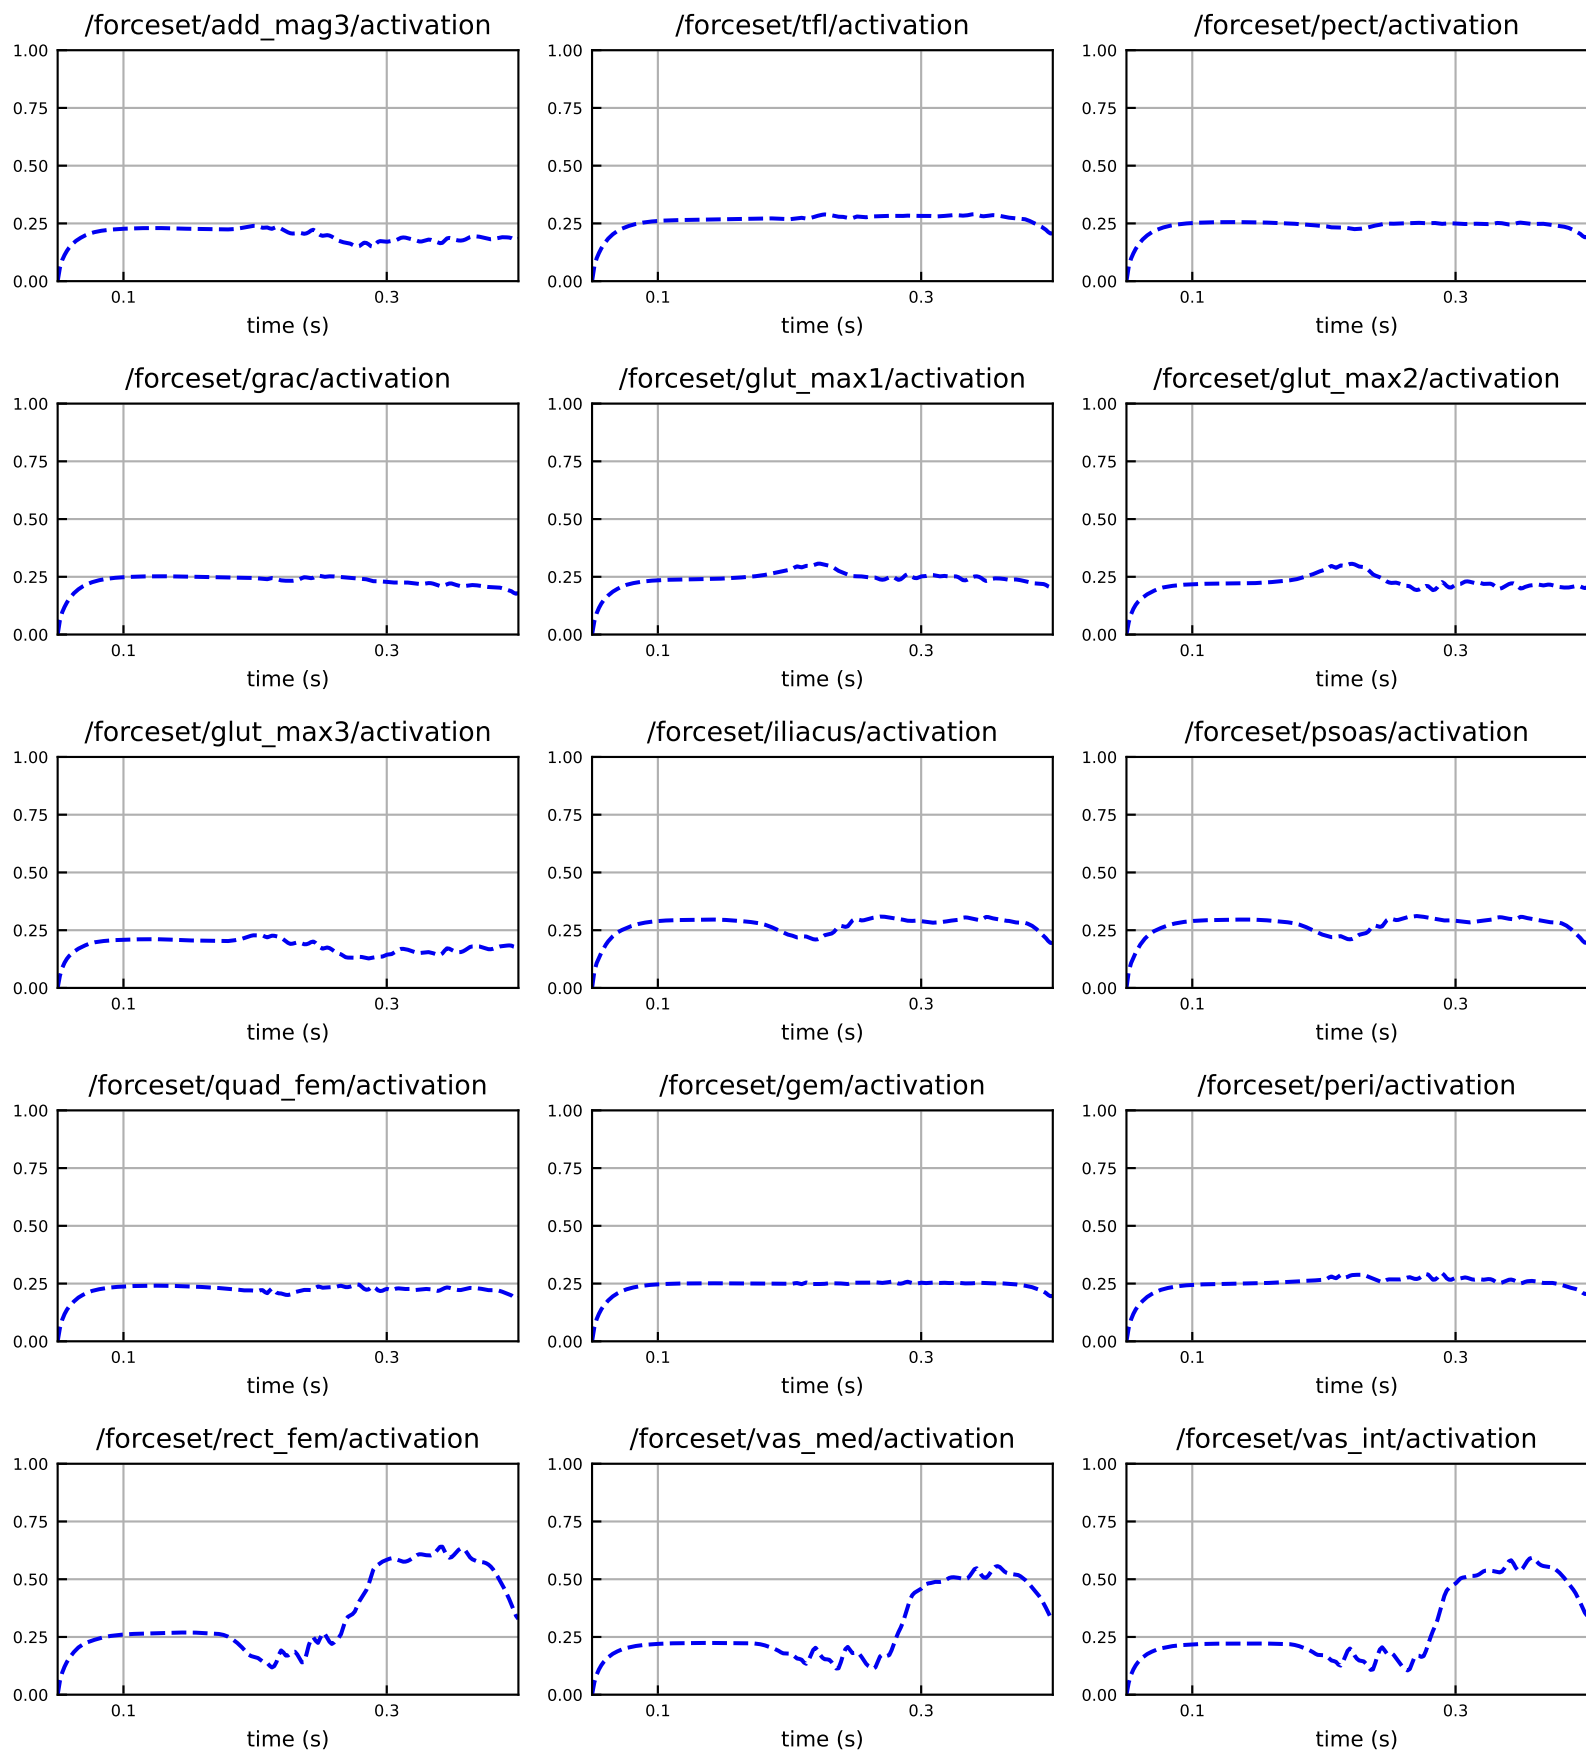 /forceset/add_mag3/activation /forceset/tfl/activation /forceset/pect/activation
1.00 1.00 1.00
0.75 0.75 0.75
0.50 0.50 0.50
0.25 0.25 0.25
0.00 0.00 0.00
0.1 0.3 0.1 0.3 0.1 0.3
time (s) time (s) time (s)
/forceset/grac/activation /forceset/glut_max1/activation /forceset/glut_max2/activation
1.00 1.00 1.00
0.75 0.75 0.75
0.50 0.50 0.50
0.25 0.25 0.25
0.00 0.00 0.00
0.1 0.3 0.1 0.3 0.1 0.3
time (s) time (s) time (s)
/forceset/glut_max3/activation /forceset/iliacus/activation /forceset/psoas/activation
1.00 1.00 1.00
0.75 0.75 0.75
0.50 0.50 0.50
0.25 0.25 0.25
0.00 0.00 0.00
0.1 0.3 0.1 0.3 0.1 0.3
time (s) time (s) time (s)
/forceset/quad_fem/activation /forceset/gem/activation /forceset/peri/activation
1.00 1.00 1.00
0.75 0.75 0.75
0.50 0.50 0.50
0.25 0.25 0.25
0.00 0.00 0.00
0.1 0.3 0.1 0.3 0.1 0.3
time (s) time (s) time (s)
/forceset/rect_fem/activation /forceset/vas_med/activation /forceset/vas_int/activation
1.00 1.00 1.00
0.75 0.75 0.75
0.50 0.50 0.50
0.25 0.25 0.25
0.00 0.00 0.00
0.1 0.3 0.1 0.3 0.1 0.3
time (s) time (s) time (s)